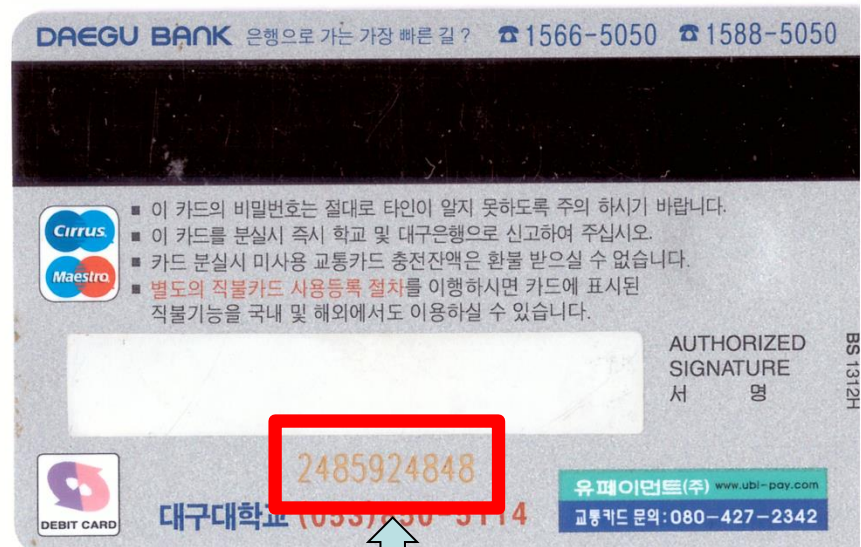 DAEGU BANK 은행으로 가는 가장 빠른 길? ☎1566-5050 ☎1588-5050
■ 이 카드의 비밀번호는 절대로 타인이 알지 못하도록 주의 하시기 바랍니다.
■ 이 카드를 분실시 즉시 학교 및 대구은행으로 신고하여 주십시오.
■ 카드 분실시 미사용 교통카드 충전잔액은 환불 받으실 수 없습니다.
■ 별도의 직불카드 사용등록 절차를 이행하시면 카드에 표시된
직불기능을 국내 및 해외에서도 이용하실 수 있습니다.
Cirrus
Maestro
AUTHORIZED
SIGNATURE
서 명
BS 1312H
2485924848
DEBIT CARD
대구대학교
유페이먼트(주) www.ubi-pay.com
교통카드 문의:080-427-2342